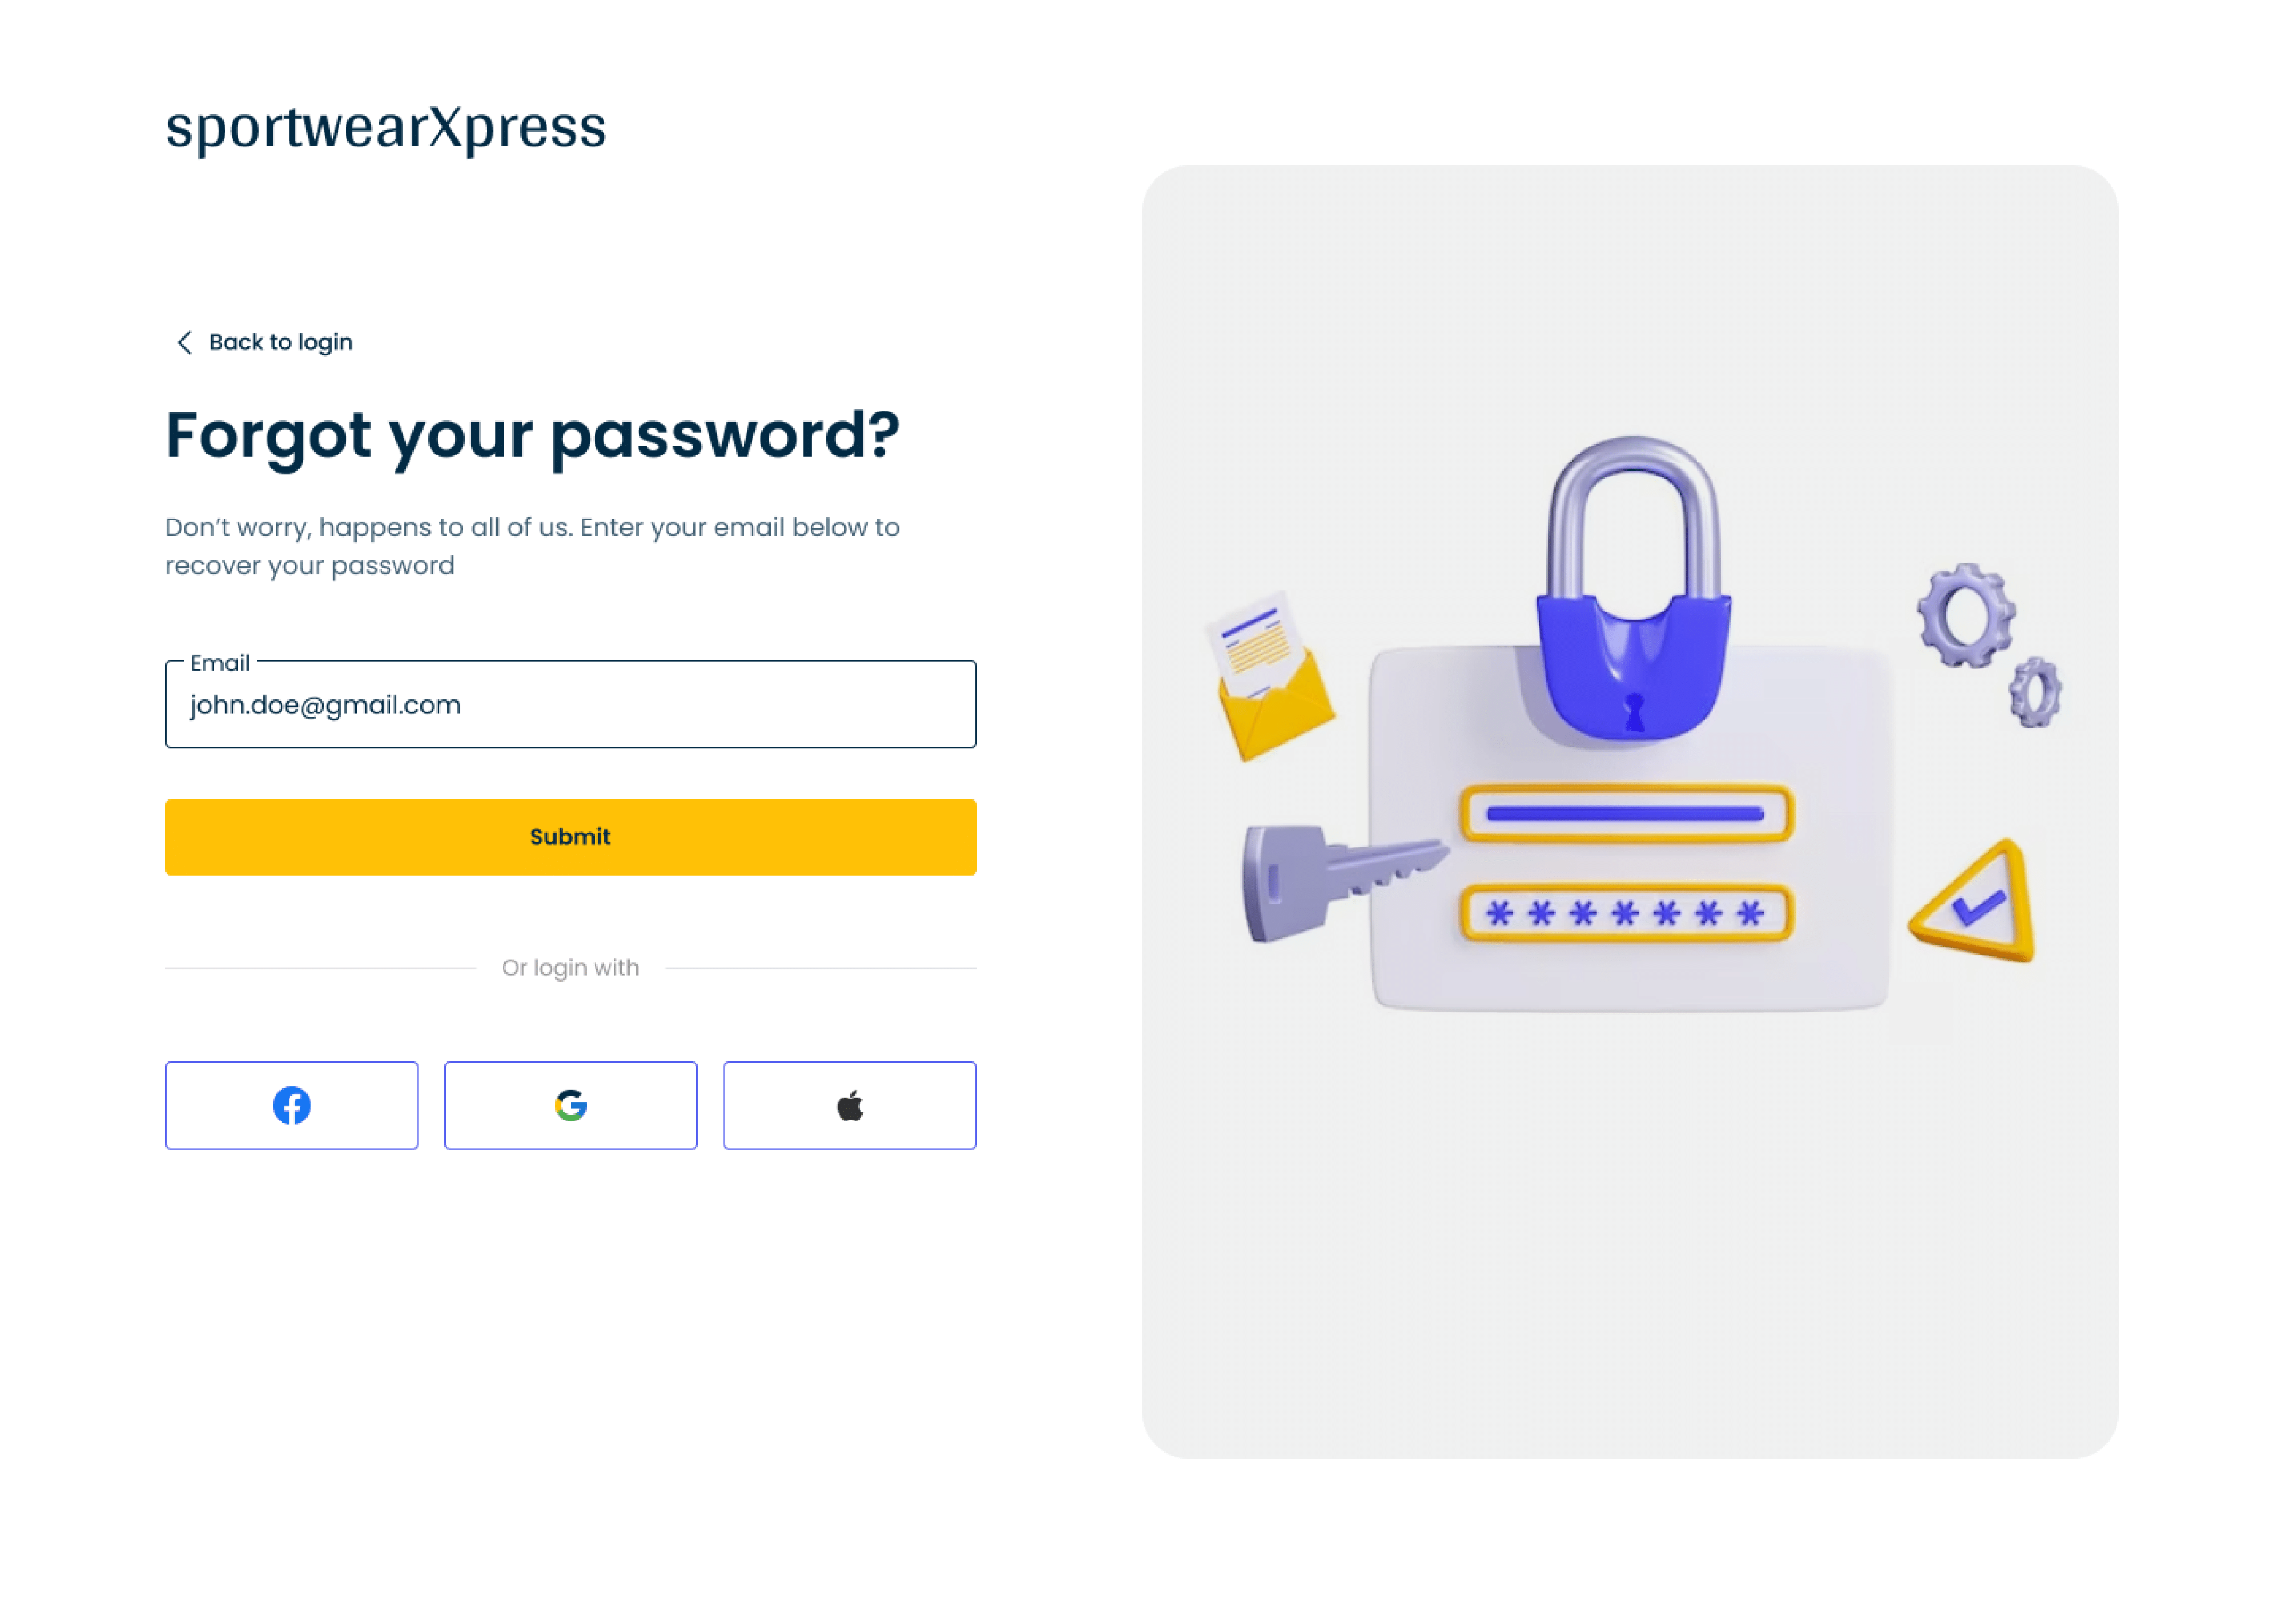 sportwearXpress
Back to login
Forgot your password?
Don’t worry, happens to all of us. Enter your email below to
recover your password
Email
john.doe@gmail.com
Submit
Or login with
*******